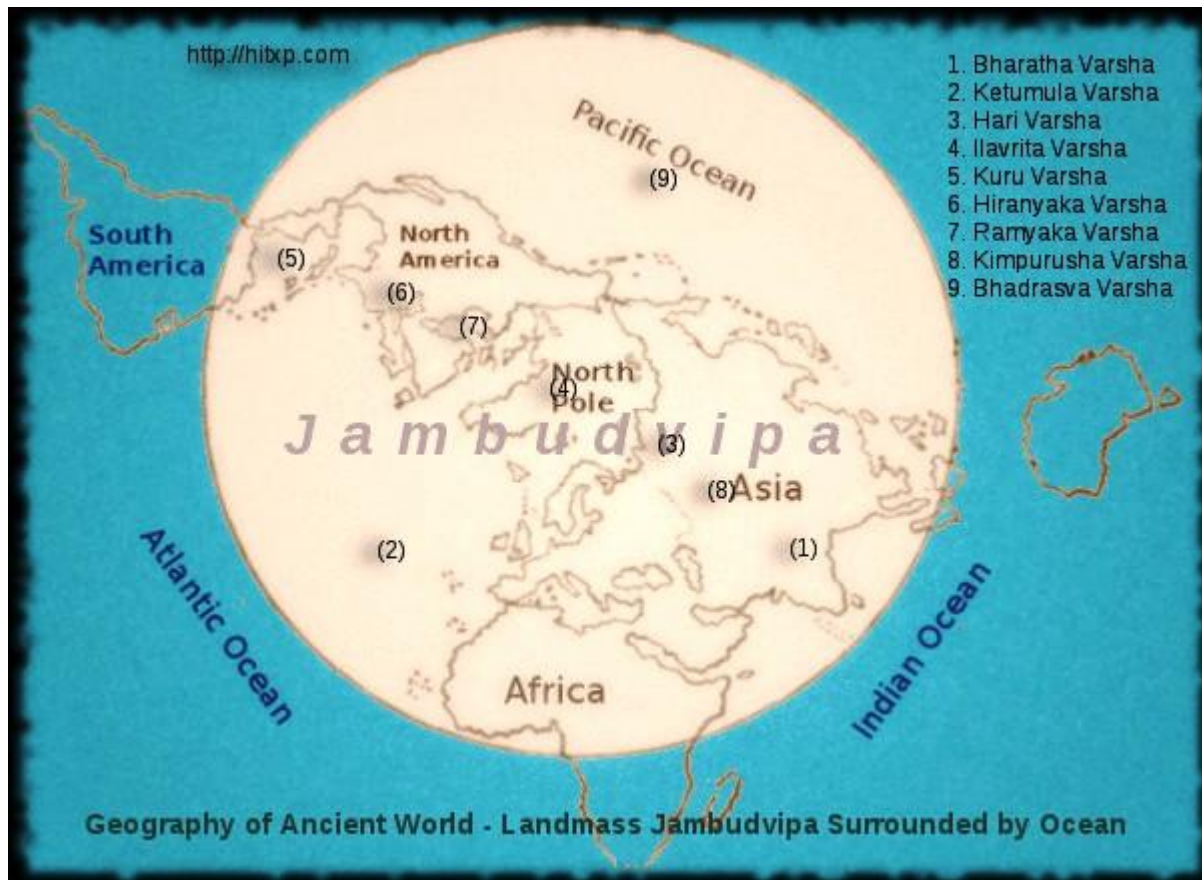 http://hitxp.com
1. Bharatha Varsha
2. Ketumula Varsha
3. Hari Varsha
4. Ilavrita Varsha
5. Kuru Varsha
6. Hiranyaka Varsha
7. Ramyaka Varsha
8. Kimpurusha Varsha
9. Bhadrasva Varsha
Pacific Ocean
(9)
South
America
(5)
North
America
(6)
(7)
North
(4)
Pole
Jambudvipa
(3)
(8)
Asia
(2)
(1)
Atlantic Ocean
Indian Ocean
Africa
Geography of Ancient World - Landmass Jambudvipa Surrounded by Ocean